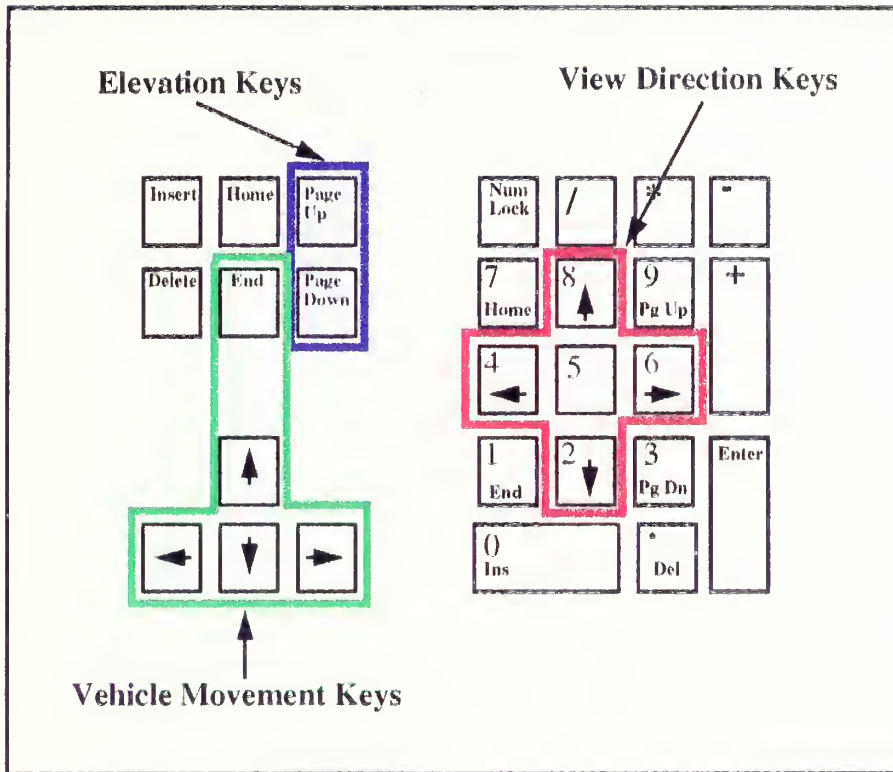 Elevation Keys
View Direction Keys
Insert
Home
Page
Up
Num
Lock
/
*
-
Delete
End
Page
Down
7
Home
8
9
Pg Up
+
4
5
6
1
End
2
3
Pg Dn
Enter
0
Ins
.
Del
Vehicle Movement Keys